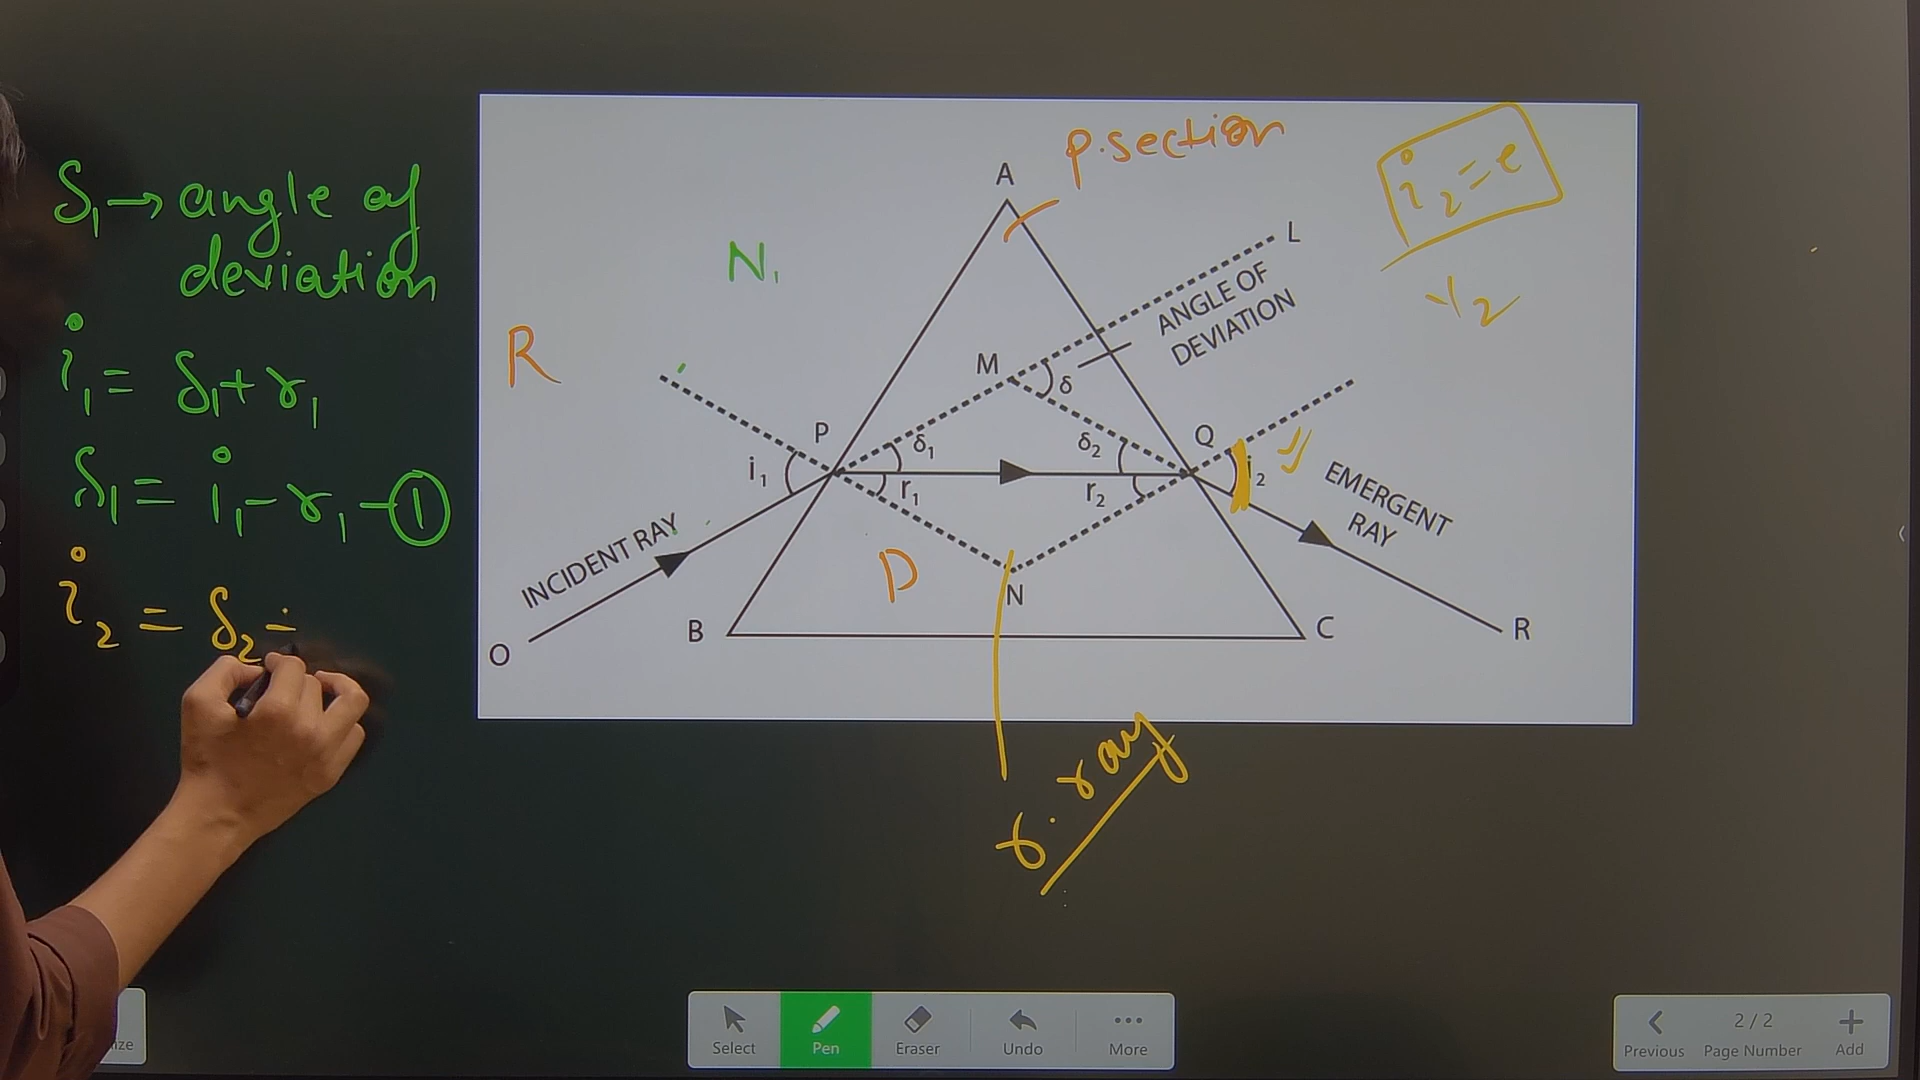 δ₁ → angle of
deviation
i₁ = δ₁ + r₁
δ₁ = i₁ - r₁ - ①
i₂ = δ₂ -
P.section
i₂ = e
r₂
N₁
R
D
r. ray
A
L
ANGLE OF
DEVIATION
M
δ
P
δ₁
δ₂
Q
i₁
r₁
r₂
i₂
EMERGENT
RAY
INCIDENT RAY
N
B
C
O
R
Select
Pen
Eraser
Undo
More
2 / 2
Previous
Page Number
Add